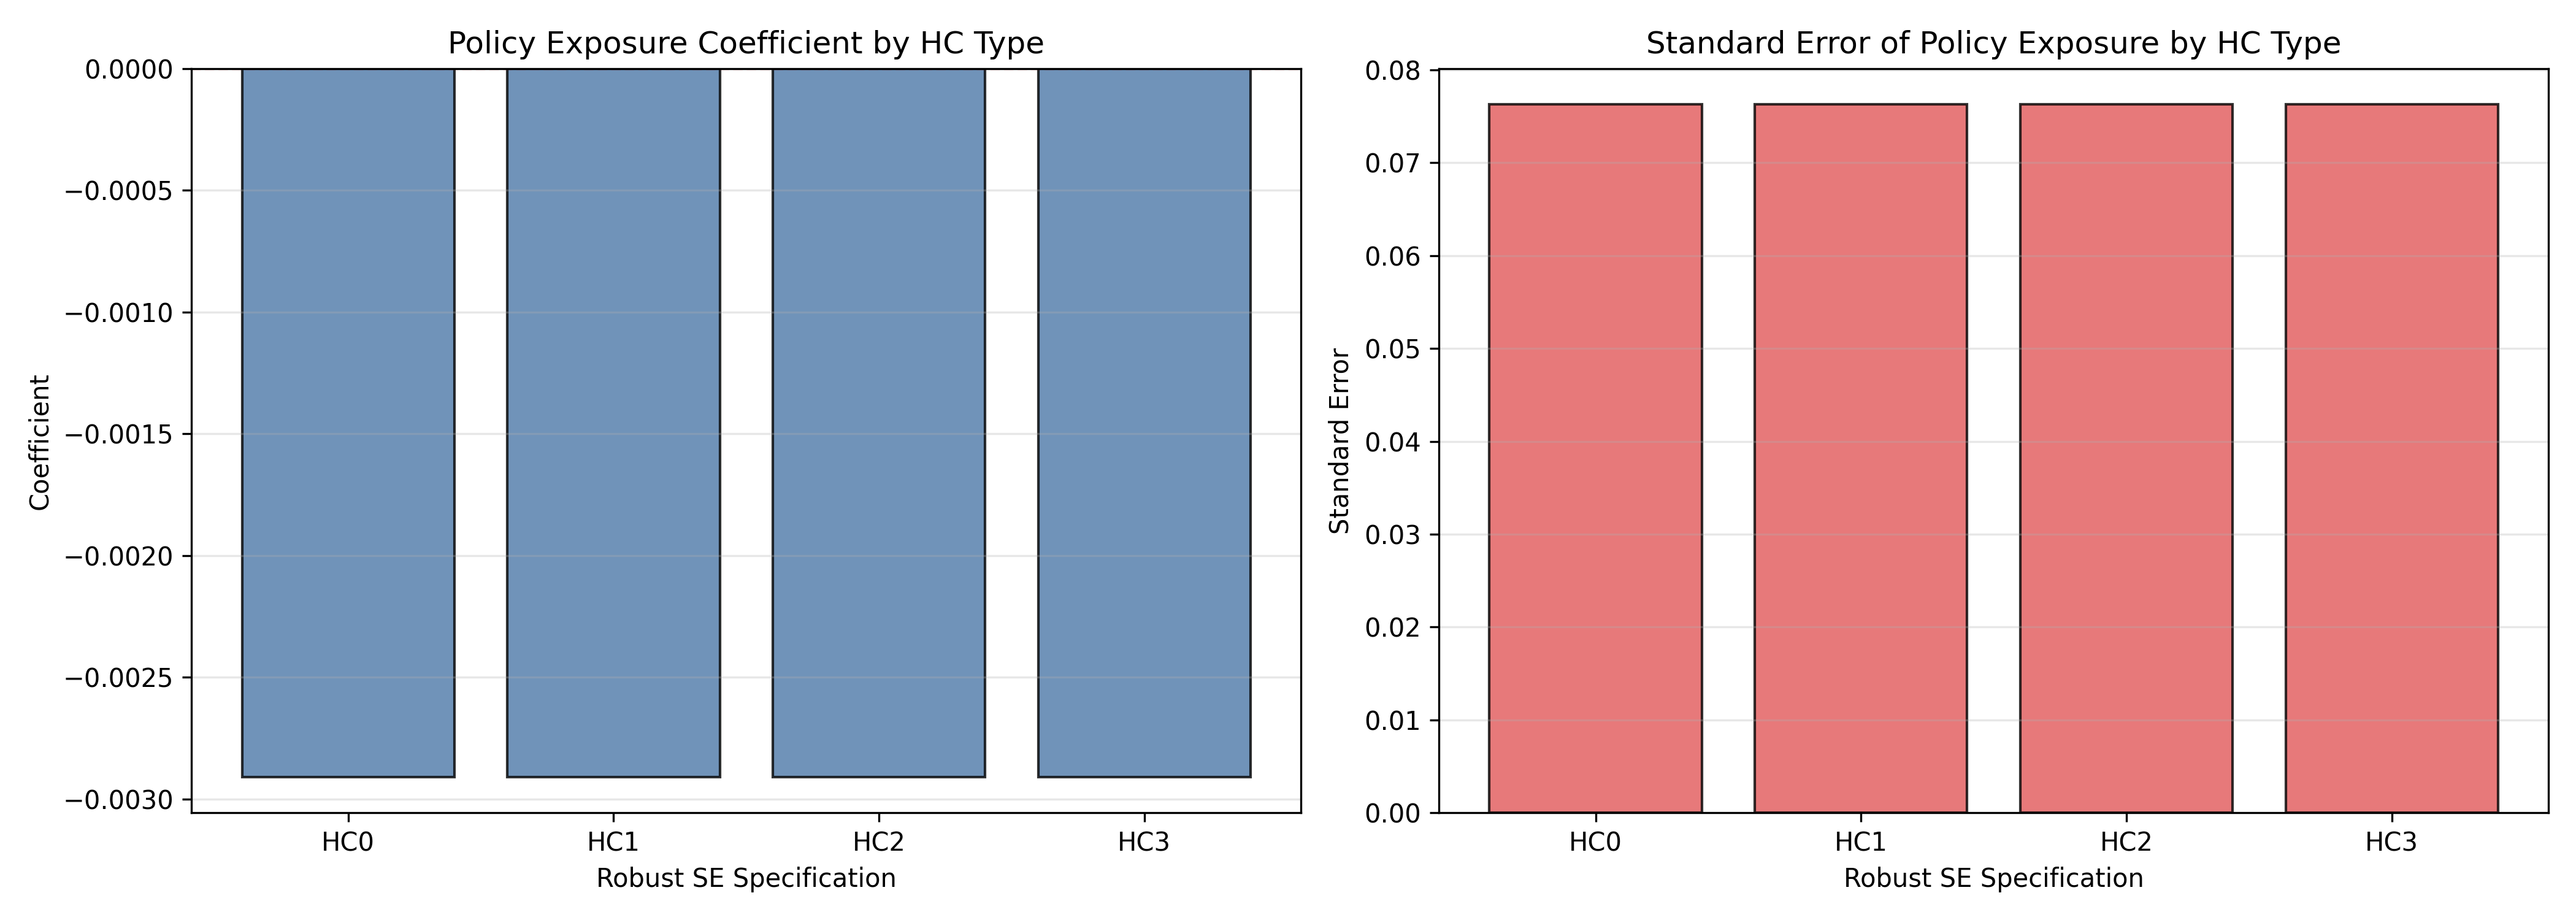 Policy Exposure Coefficient by HC Type
0.0000
−0.0005
−0.0010
−0.0015
−0.0020
−0.0025
−0.0030
Coefficient
HC0 HC1 HC2 HC3
Robust SE Specification
Standard Error of Policy Exposure by HC Type
0.08
0.07
0.06
0.05
0.04
0.03
0.02
0.01
0.00
Standard Error
HC0 HC1 HC2 HC3
Robust SE Specification